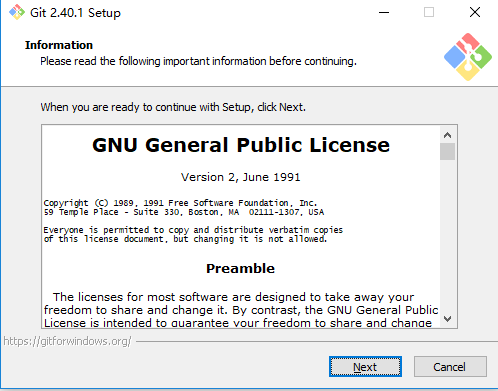 Git 2.40.1 Setup
Information
Please read the following important information before continuing.
When you are ready to continue with Setup, click Next.
GNU General Public License
Version 2, June 1991
Copyright (C) 1989, 1991 Free Software Foundation, Inc.
59 Temple Place - Suite 330, Boston, MA  02111-1307, USA
Everyone is permitted to copy and distribute verbatim copies
of this license document, but changing it is not allowed.
Preamble
The licenses for most software are designed to take away your
freedom to share and change it. By contrast, the GNU General Public
License is intended to guarantee your freedom to share and change
https://gitforwindows.org/
Next
Cancel